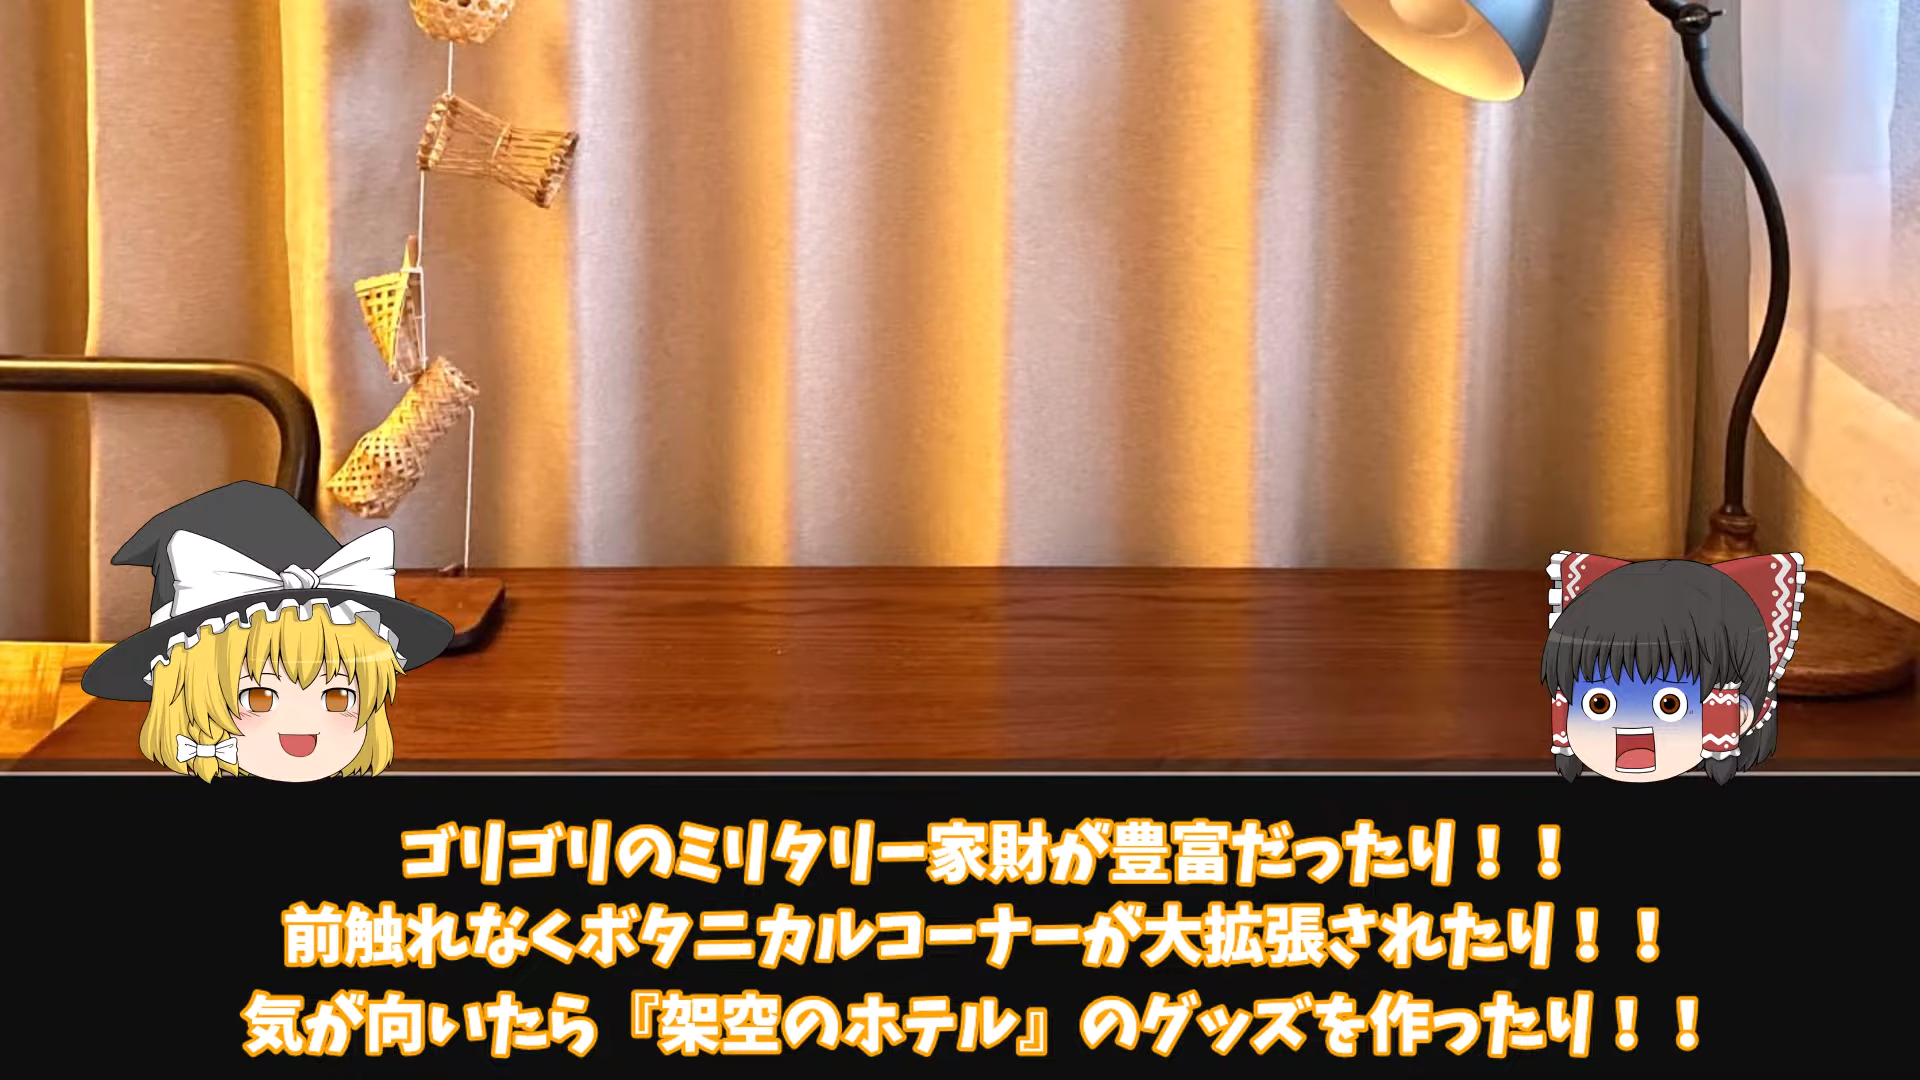 ゴリゴリのミリタリー家財が豊富だったり！！
前触れなくボタニカルコーナーが大拡張されたり！！
気が向いたら『架空のホテル』のグッズを作ったり！！